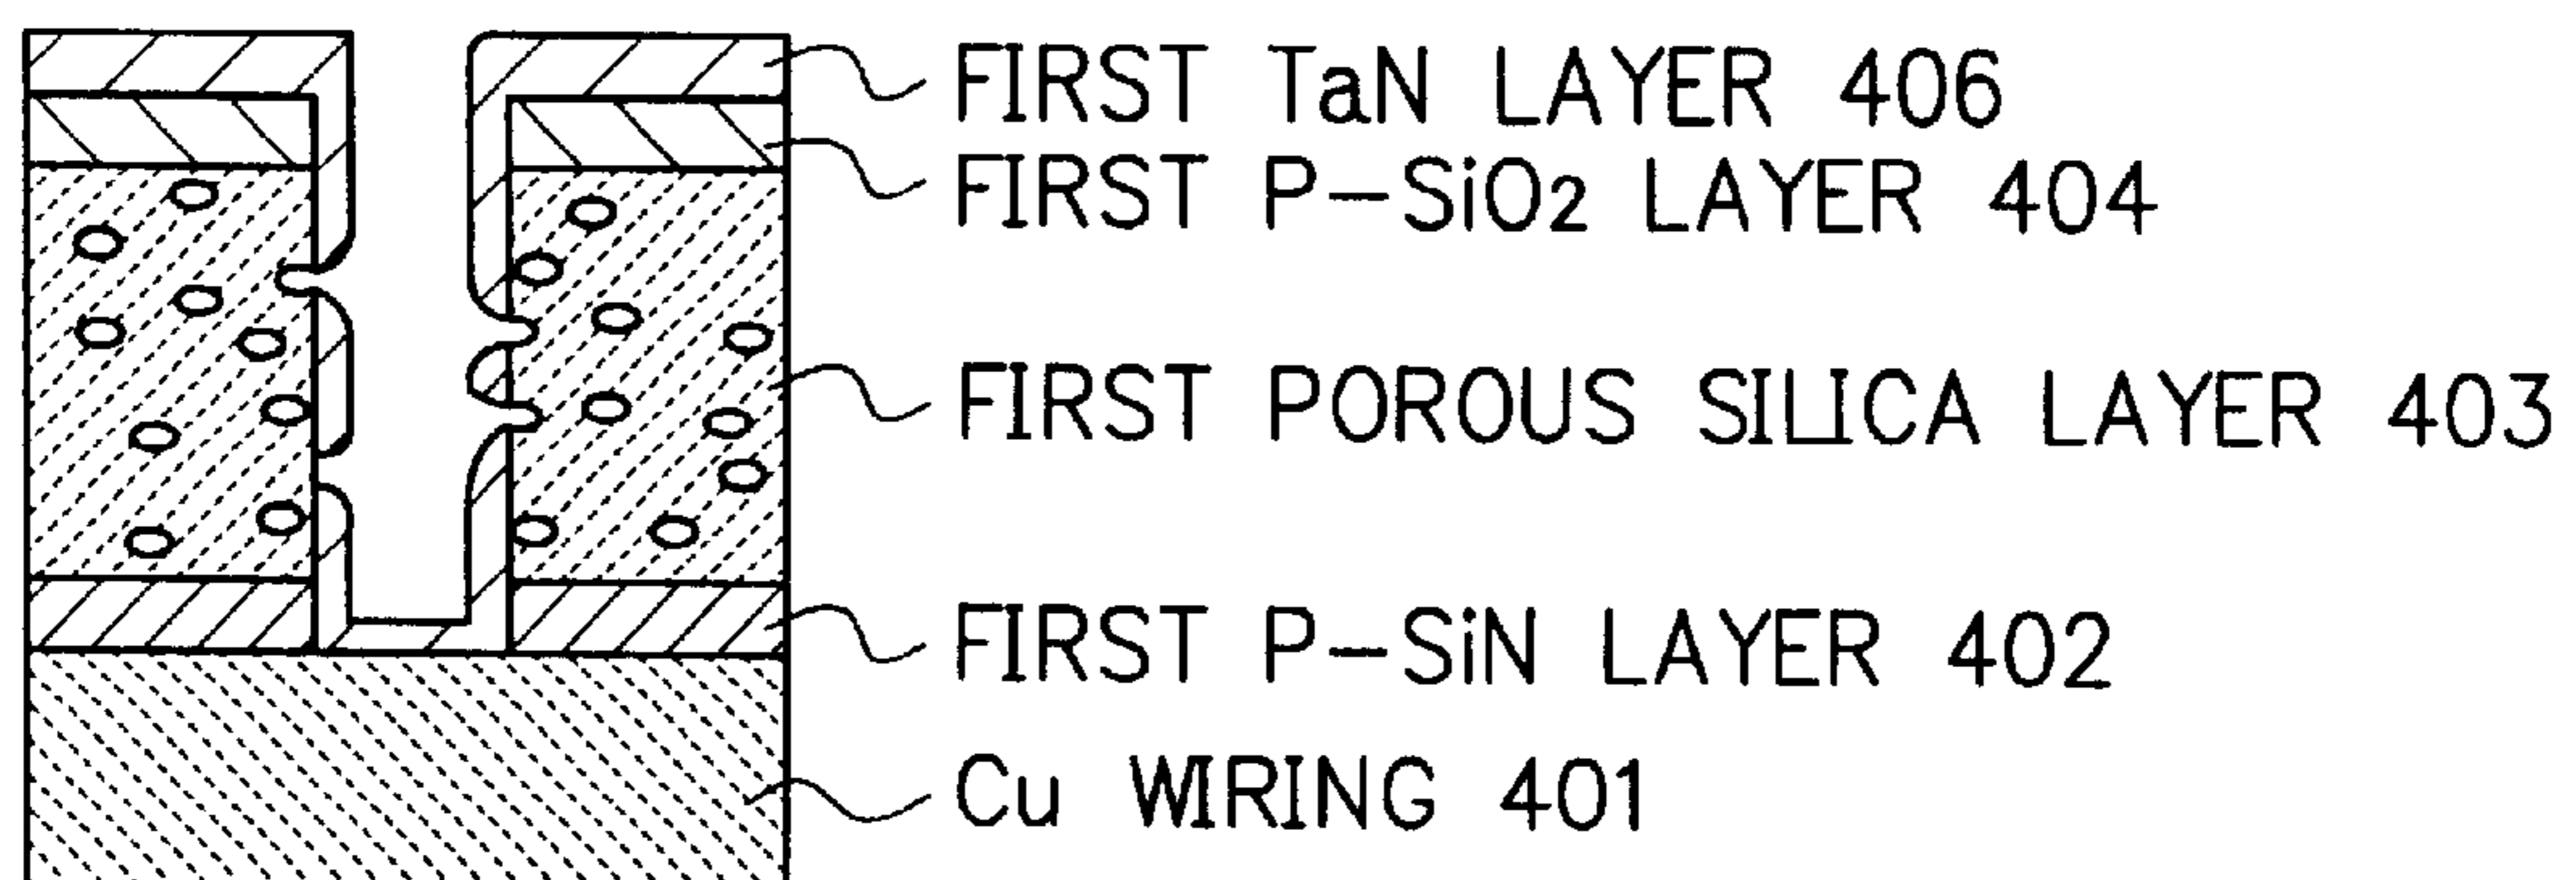 FIRST TaN LAYER 406
FIRST P-SiO2 LAYER 404
FIRST POROUS SILICA LAYER 403
FIRST P-SiN LAYER 402
Cu WIRING 401